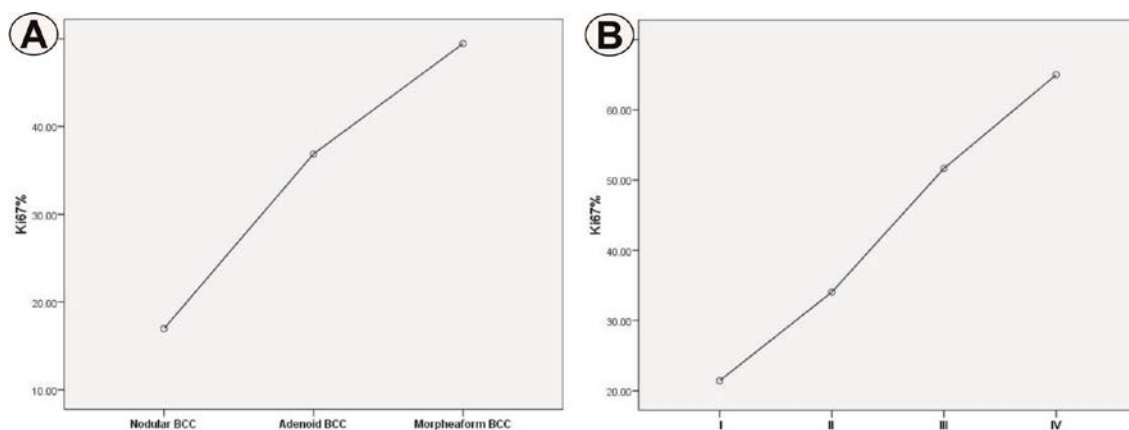 A
B
40.00
30.00
20.00
10.00
Ki67%
Nodular BCC
Adenoid BCC
Morpheaform BCC
60.00
50.00
40.00
30.00
20.00
Ki67%
I
II
III
IV